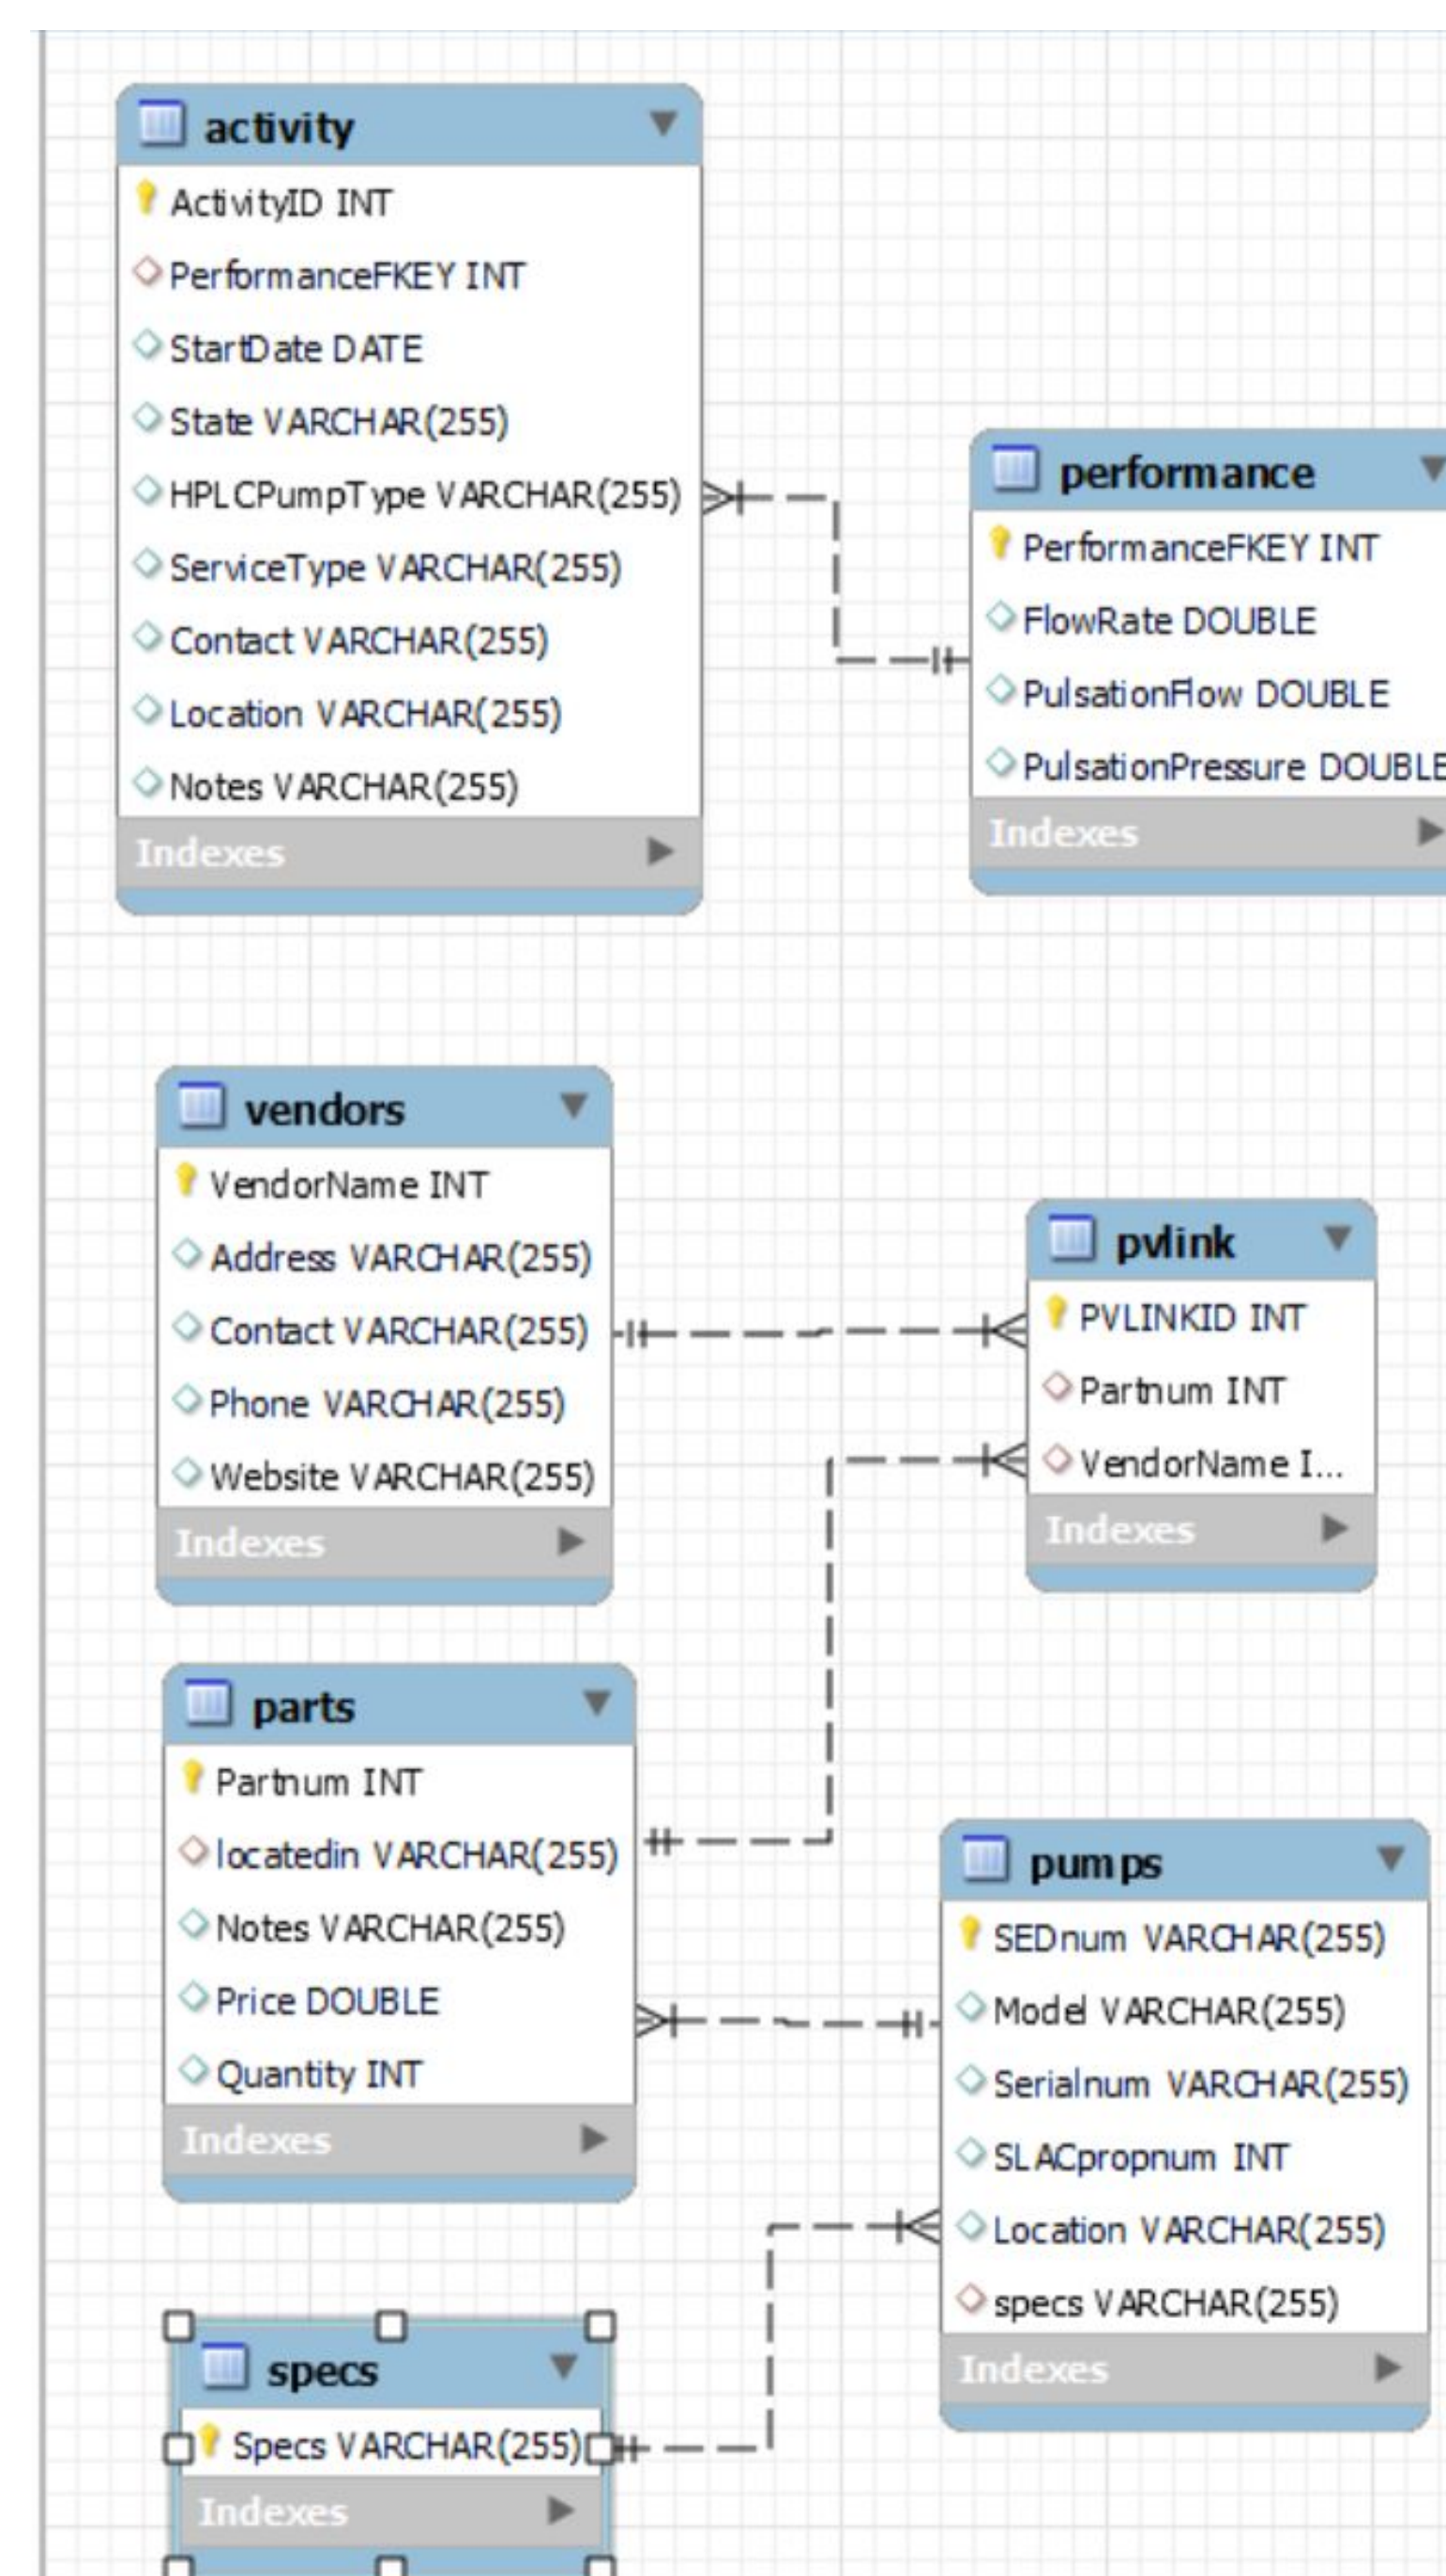 activity
ActivityID INT
PerformanceFKEY INT
StartDate DATE
State VARCHAR(255)
HPLCPumpType VARCHAR(255)
ServiceType VARCHAR(255)
Contact VARCHAR(255)
Location VARCHAR(255)
Notes VARCHAR(255)
Indexes
performance
PerformanceFKEY INT
FlowRate DOUBLE
PulsationFlow DOUBLE
PulsationPressure DOUBLE
Indexes
vendors
VendorName INT
Address VARCHAR(255)
Contact VARCHAR(255)
Phone VARCHAR(255)
Website VARCHAR(255)
Indexes
pvlink
PVLINKID INT
Partnum INT
VendorName I...
Indexes
parts
Partnum INT
locatedin VARCHAR(255)
Notes VARCHAR(255)
Price DOUBLE
Quantity INT
Indexes
pumps
SEDnum VARCHAR(255)
Model VARCHAR(255)
Serialnum VARCHAR(255)
SLACpropnum INT
Location VARCHAR(255)
specs VARCHAR(255)
Indexes
specs
Specs VARCHAR(255)
Indexes